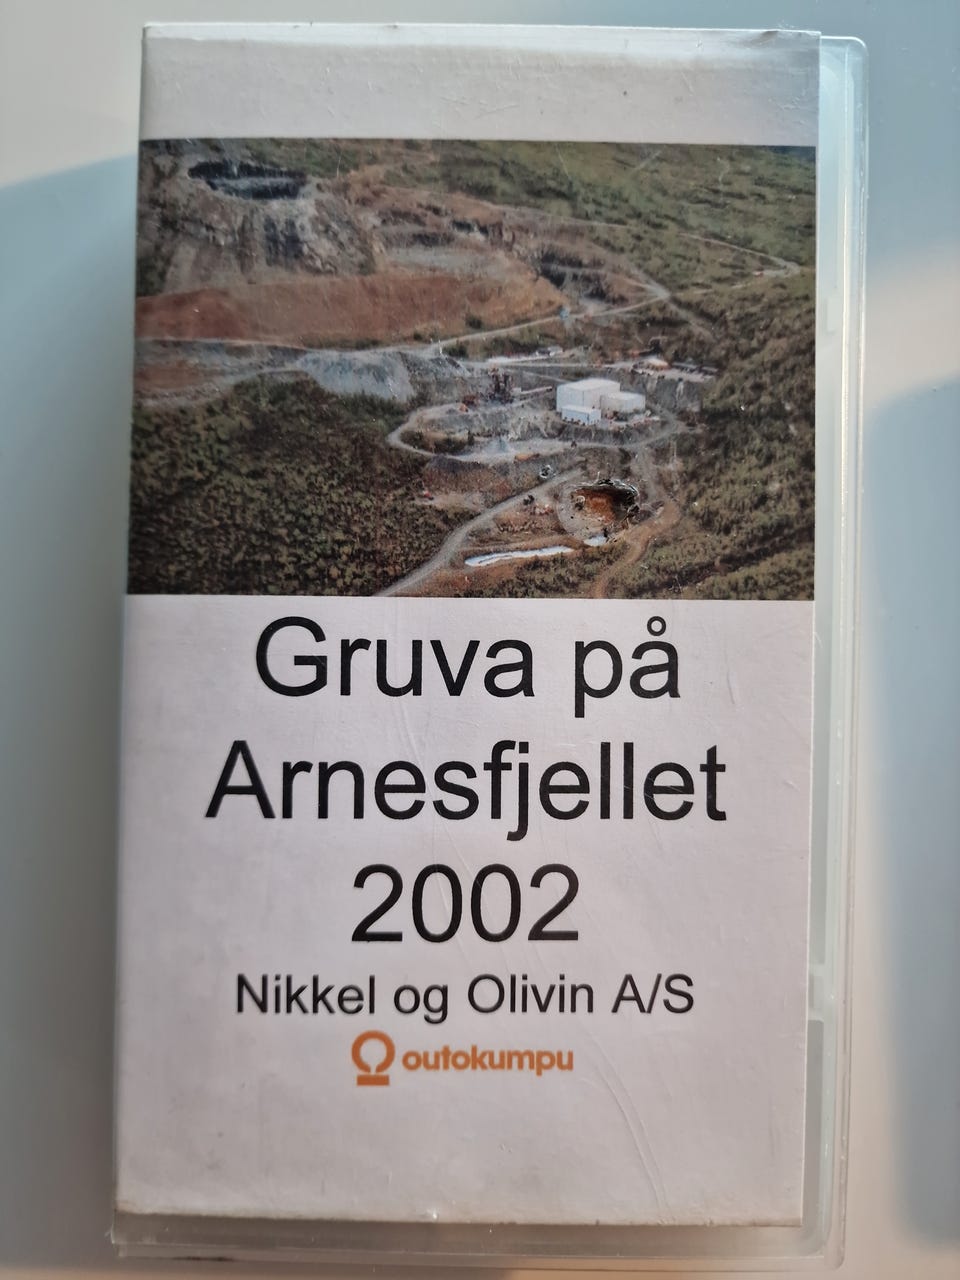 Gruva på
Arnesfjellet
2002
Nikkel og Olivin A/S
outokumpu